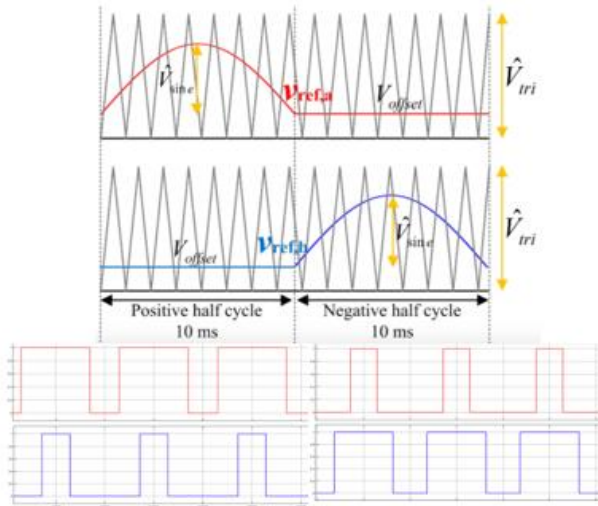 V̂sine
vref,a
Voffset
V̂tri
Voffset
vref,b
V̂sine
V̂tri
Positive half cycle
Negative half cycle
10 ms
10 ms